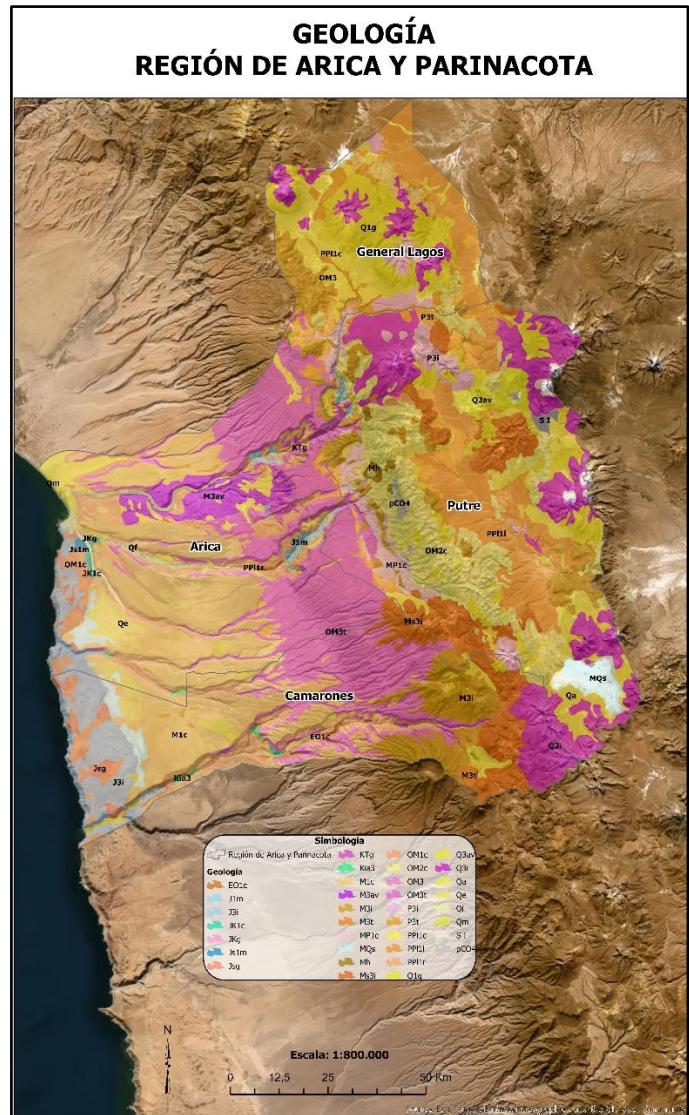 GEOLOGÍA
REGIÓN DE ARICA Y PARINACOTA
Q1g
General Lagos
PPl1c
OM3
P3t
P3i
Q3av
S I
KTg
Qm
Mh
M3av
pCO4
Putre
JKg
Js1m
Qf
Arica
J1m
PPl1l
OM1c
OM2c
JK1c
PPl1r
MP1c
Qe
Ms3i
OM3t
MQs
Camarones
M3i
Qa
M1c
EO1c
Q3i
Jsg
J3i
Kia3
M3t
Simbología
Región de Arica y Parinacota
Geología
EO1c
J1m
J3i
JK1c
JKg
Js1m
Jsg
KTg
Kia3
M1c
M3av
M3i
M3t
MP1c
MQs
Mh
Ms3i
OM1c
OM2c
OM3
OM3t
P3i
P3t
PPl1c
PPl1l
PPl1r
Q1g
Q3av
Q3i
Qa
Qe
Qf
Qm
S I
pCO4
N
Escala: 1:800.000
0 12,5 25 50 Km